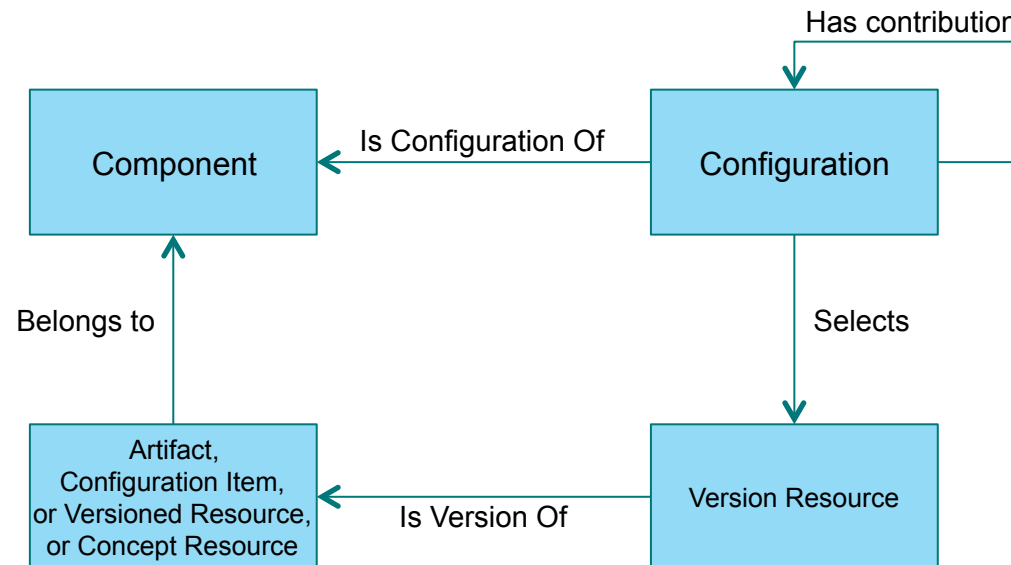 Has contribution
Component
Is Configuration Of
Configuration
Belongs to
Selects
Artifact,
Configuration Item,
or Versioned Resource,
or Concept Resource
Is Version Of
Version Resource